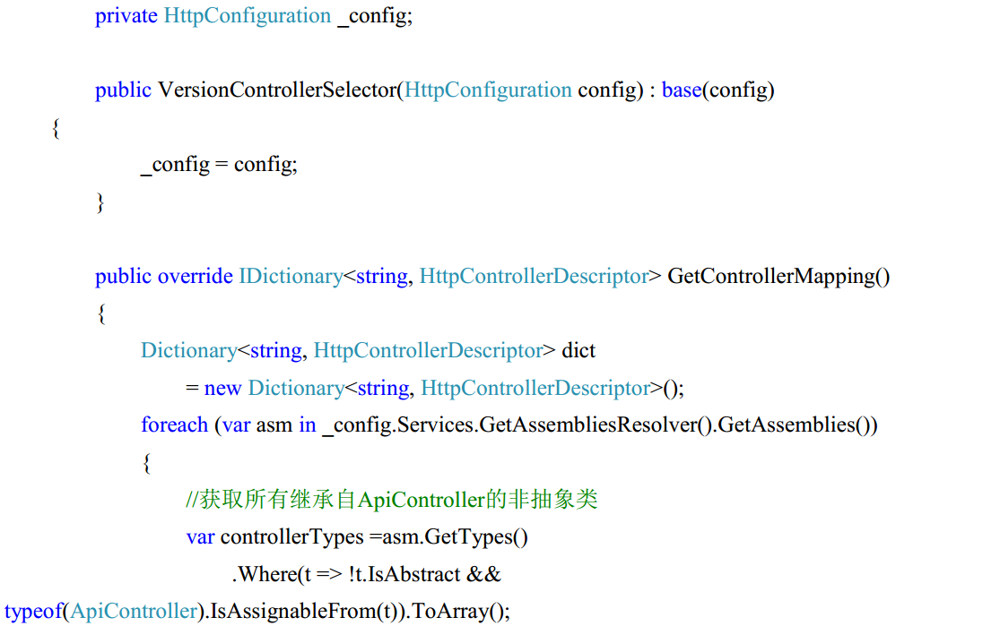 private HttpConfiguration _config;
public VersionControllerSelector(HttpConfiguration config) : base(config)
{
_config = config;
}
public override IDictionary<string, HttpControllerDescriptor> GetControllerMapping()
{
Dictionary<string, HttpControllerDescriptor> dict
= new Dictionary<string, HttpControllerDescriptor>();
foreach (var asm in _config.Services.GetAssembliesResolver().GetAssemblies())
{
//获取所有继承自ApiController的非抽象类
var controllerTypes =asm.GetTypes()
.Where(t => !t.IsAbstract &&
typeof(ApiController).IsAssignableFrom(t)).ToArray();